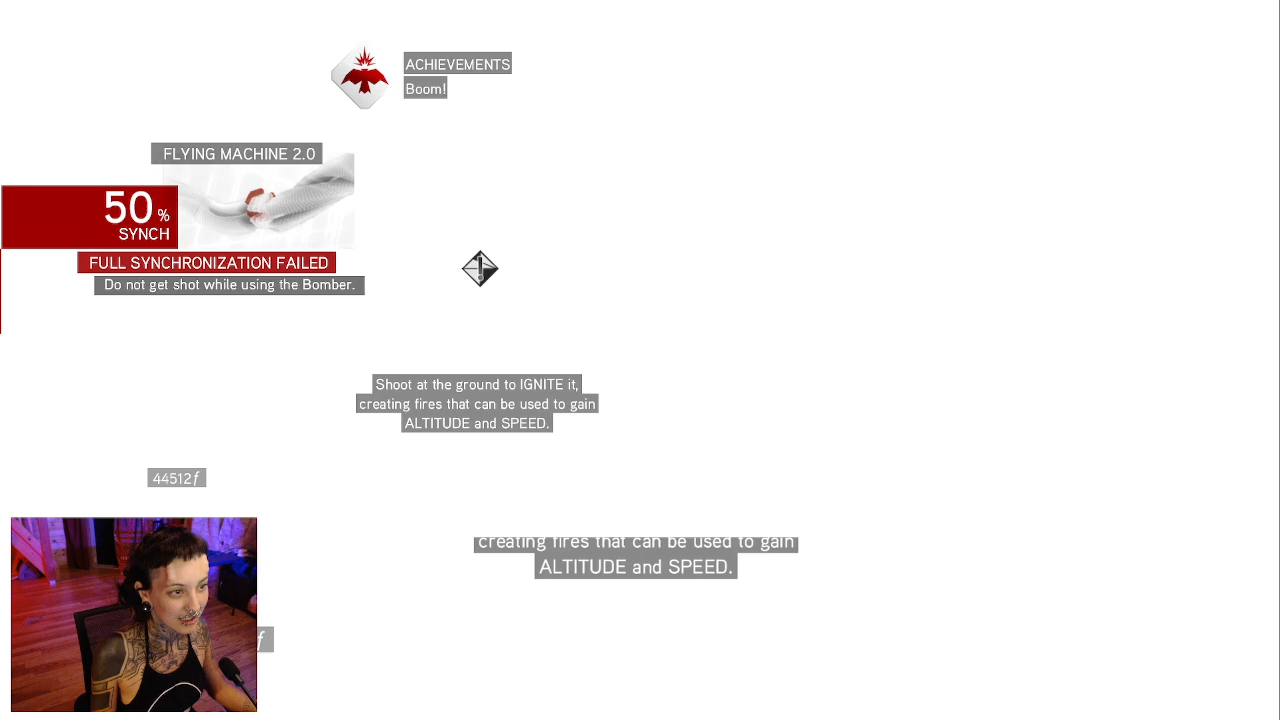 ACHIEVEMENTS
Boom!
FLYING MACHINE 2.0
50 %
SYNCH
FULL SYNCHRONIZATION FAILED
Do not get shot while using the Bomber.
Shoot at the ground to IGNITE it,
creating fires that can be used to gain
ALTITUDE and SPEED.
44512ƒ
creating fires that can be used to gain
ALTITUDE and SPEED.
ƒ